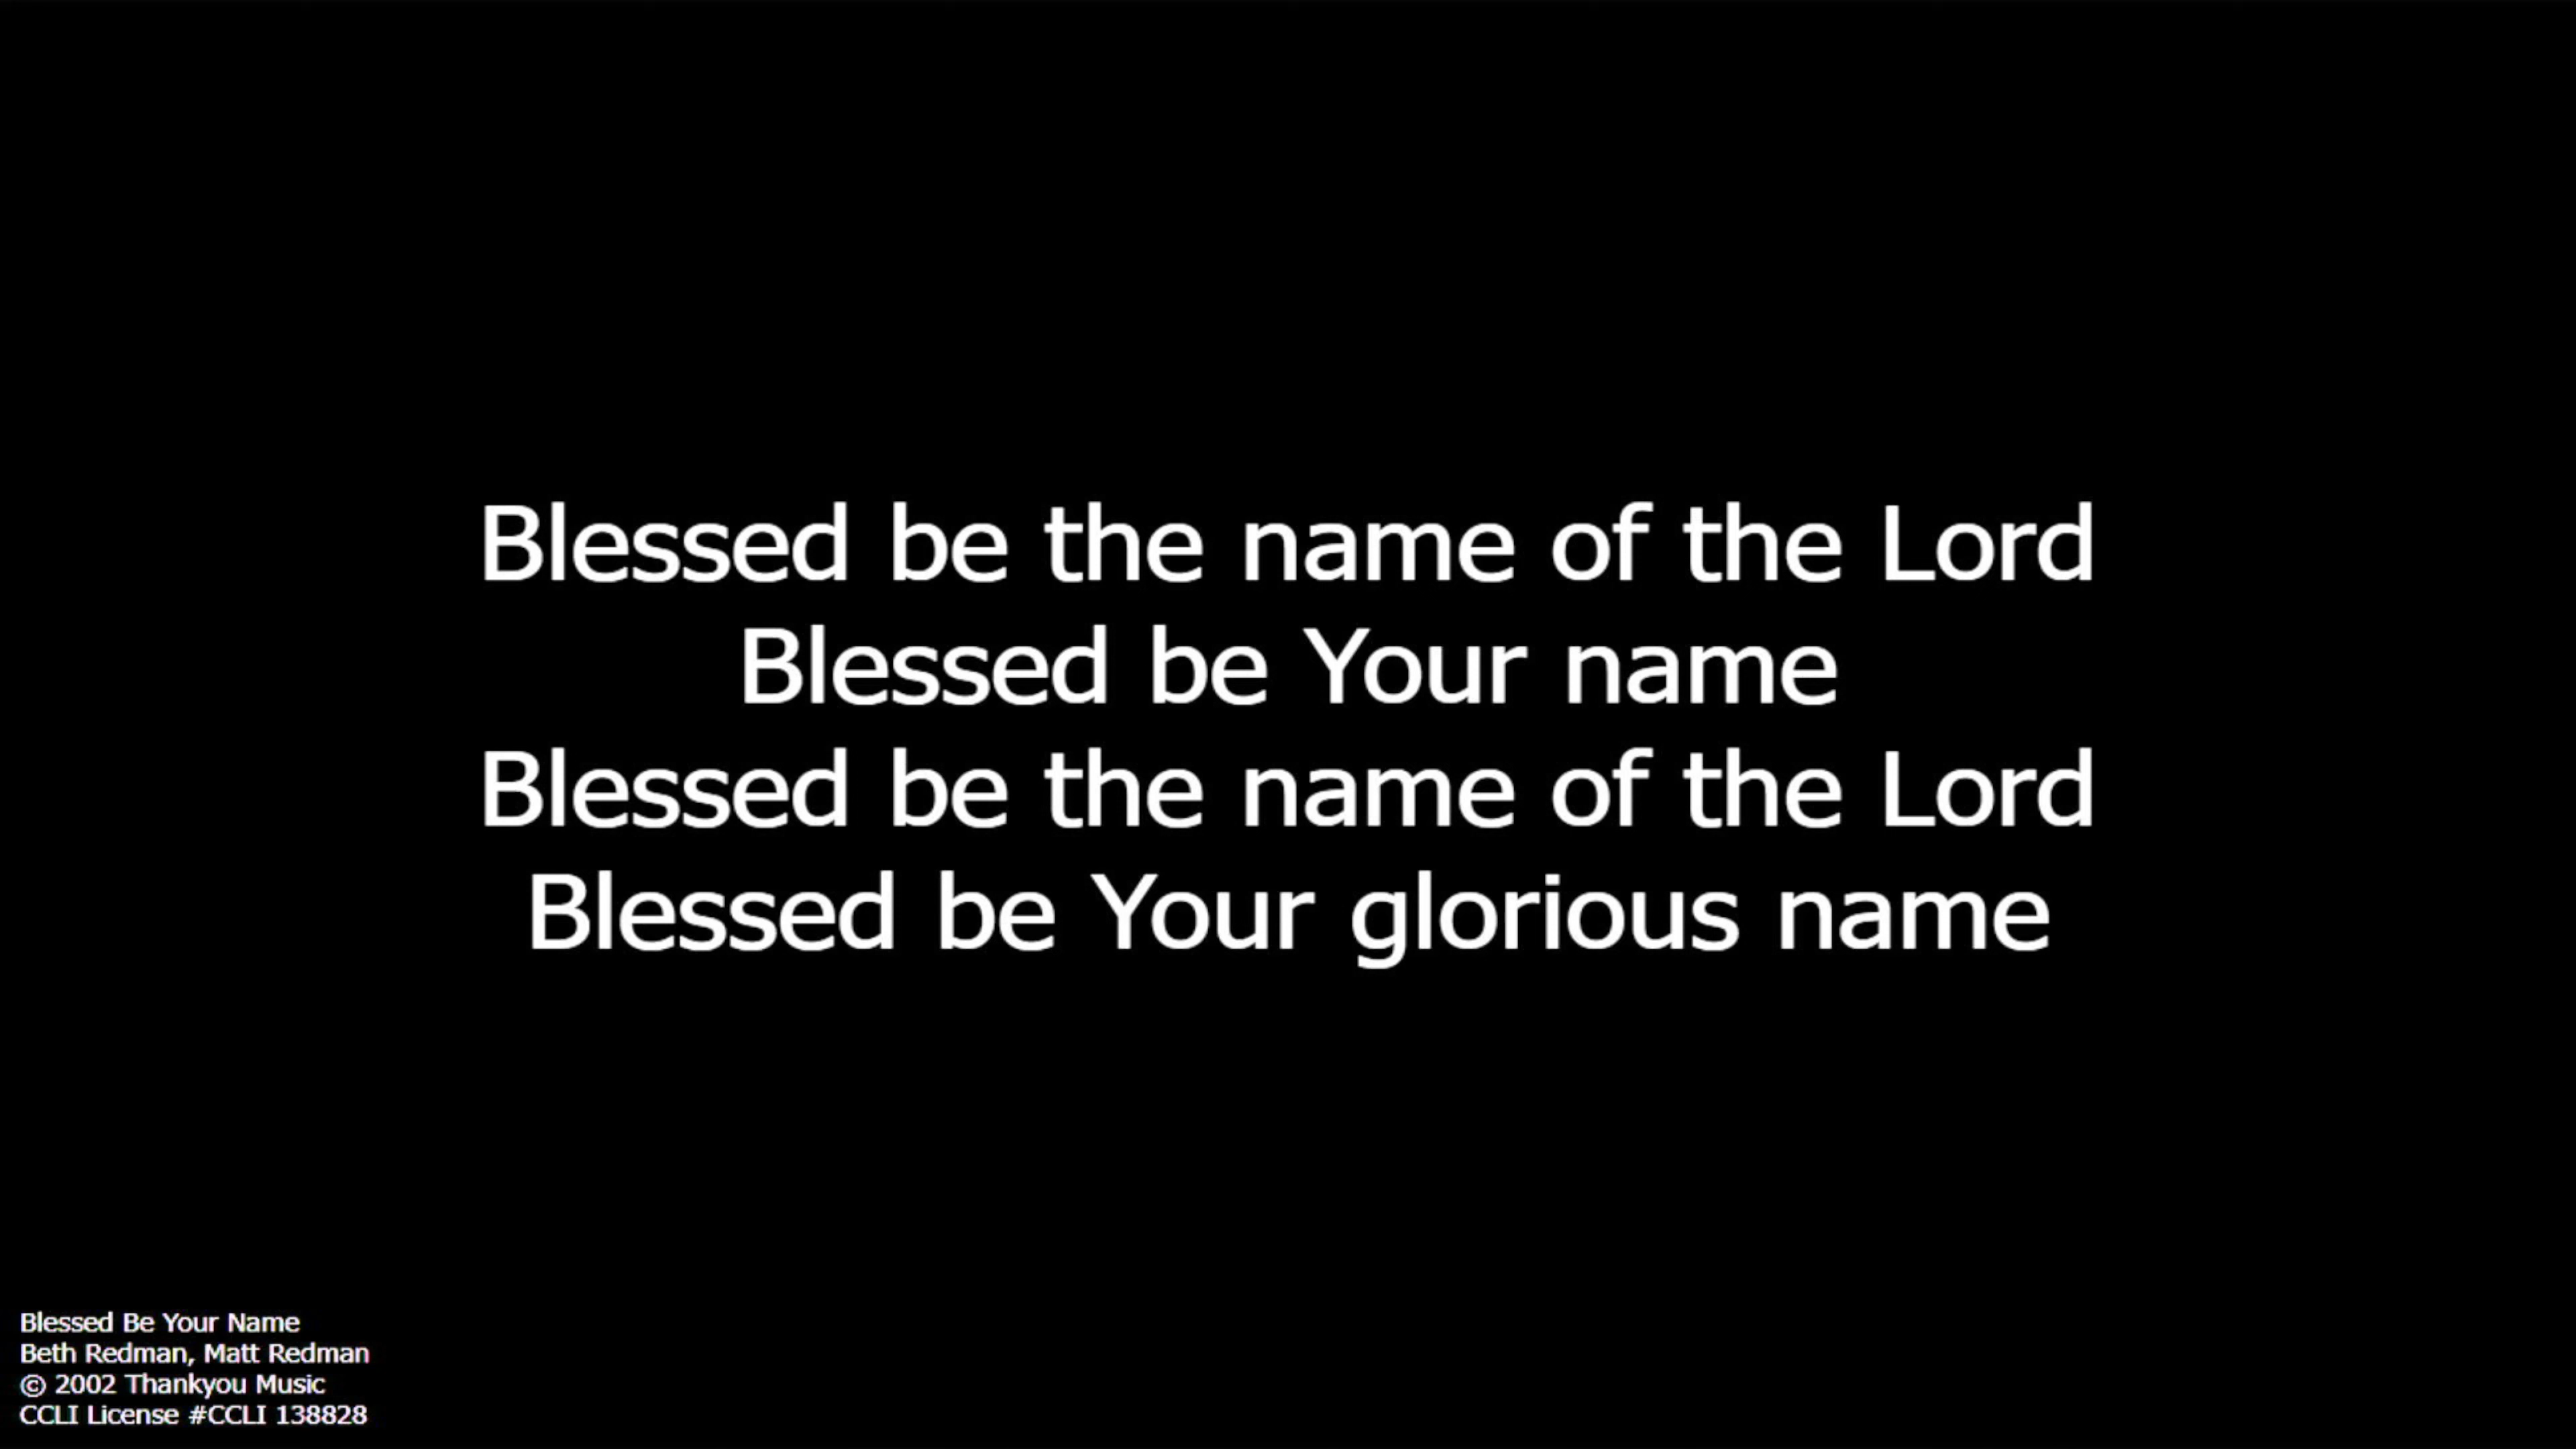 Blessed be the name of the Lord
Blessed be Your name
Blessed be the name of the Lord
Blessed be Your glorious name
Blessed Be Your Name
Beth Redman, Matt Redman
© 2002 Thankyou Music
CCLI License #CCLI 138828